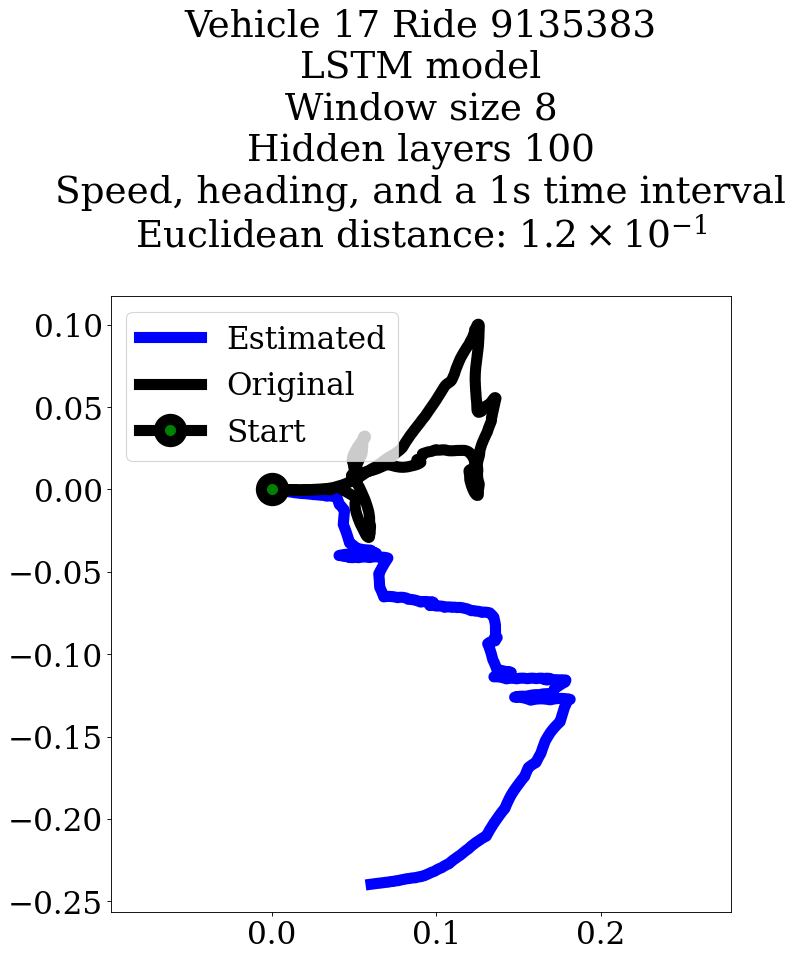 Vehicle 17 Ride 9135383
LSTM model
Window size 8
Hidden layers 100
Speed, heading, and a 1s time interval
Euclidean distance: 1.2 × 10⁻¹
Estimated
Original
Start
0.10
0.05
0.00
−0.05
−0.10
−0.15
−0.20
−0.25
0.0 0.1 0.2